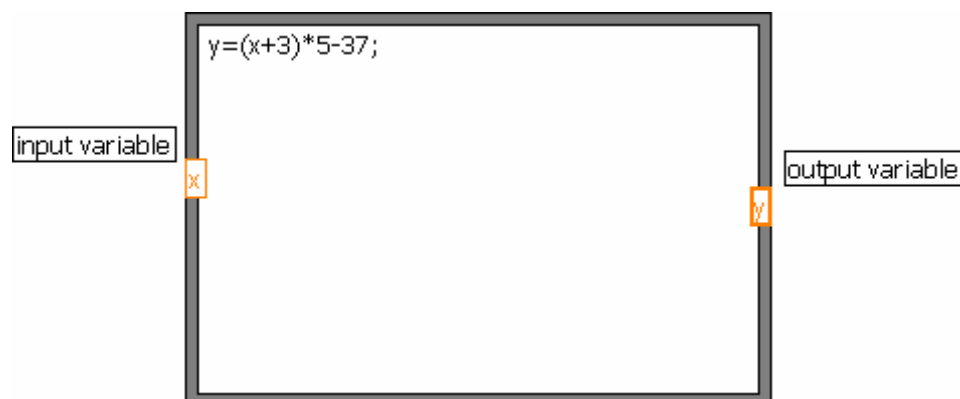 y=(x+3)*5-37;
input variable
x
output variable
y